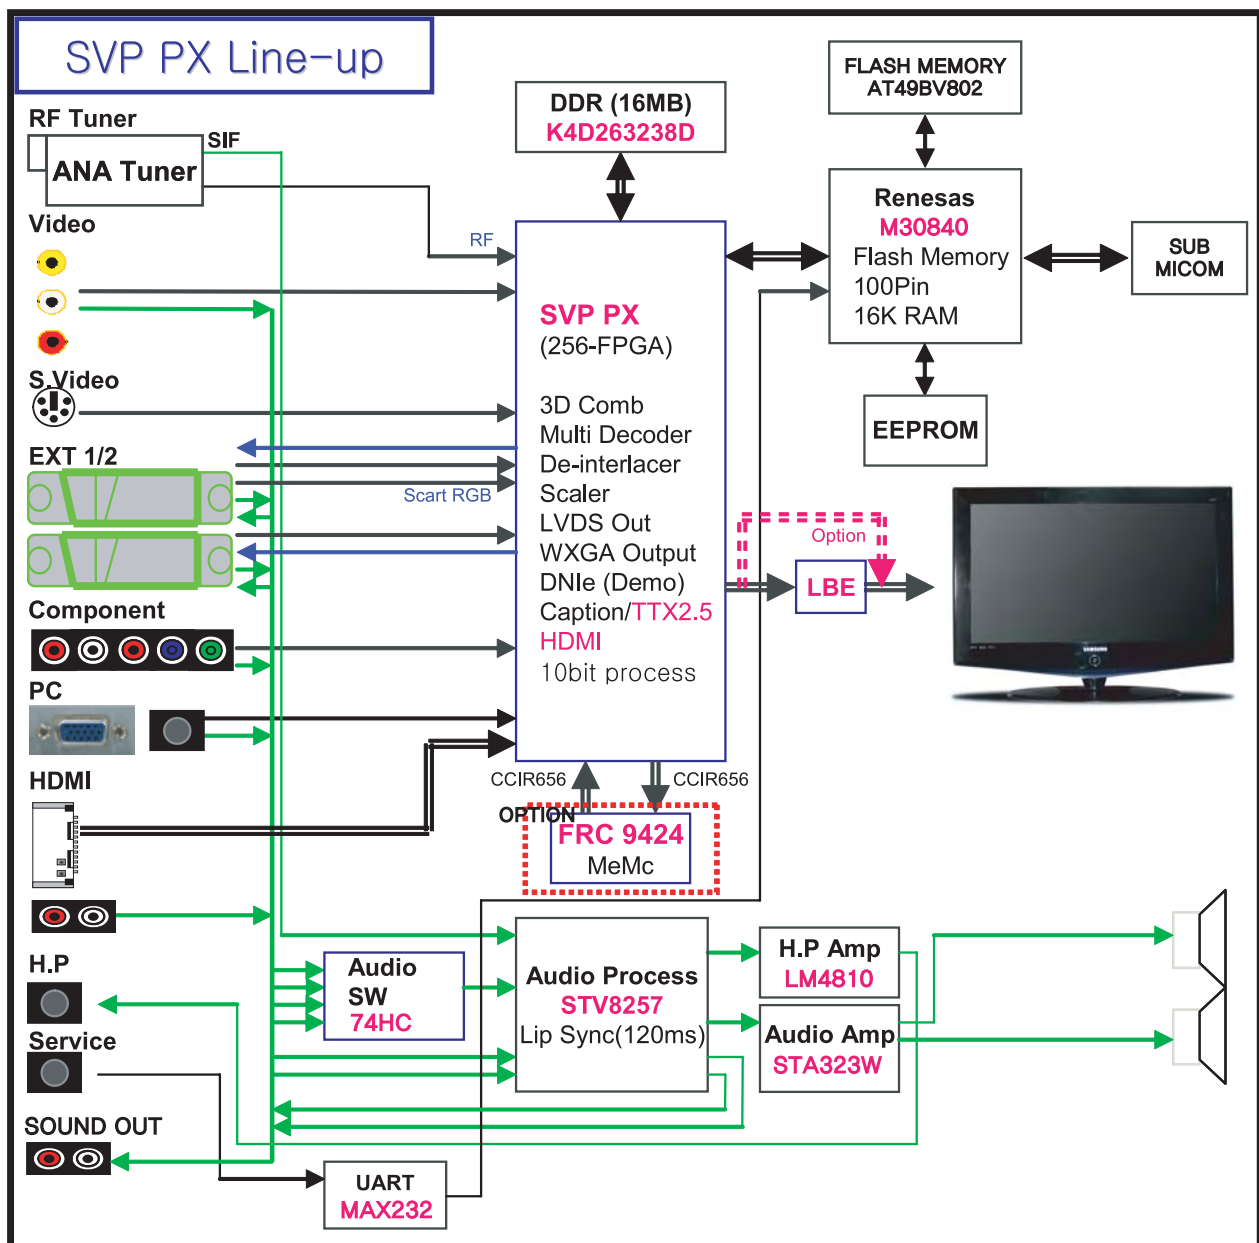 SVP PX Line-up
RF Tuner
SIF
ANA Tuner
Video
S.Video
EXT 1/2
Component
PC
HDMI
H.P
Service
SOUND OUT
DDR (16MB)
K4D263238D
FLASH MEMORY
AT49BV802
Renesas
M30840
Flash Memory
100Pin
16K RAM
SUB
MICOM
EEPROM
RF
Scart RGB
SVP PX
(256-FPGA)
3D Comb
Multi Decoder
De-interlacer
Scaler
LVDS Out
WXGA Output
DNIe (Demo)
Caption/TTX2.5
HDMI
10bit process
Option
LBE
SAMSUNG
CCIR656
CCIR656
OPTION
FRC 9424
MeMc
Audio
SW
74HC
Audio Process
STV8257
Lip Sync(120ms)
H.P Amp
LM4810
Audio Amp
STA323W
UART
MAX232